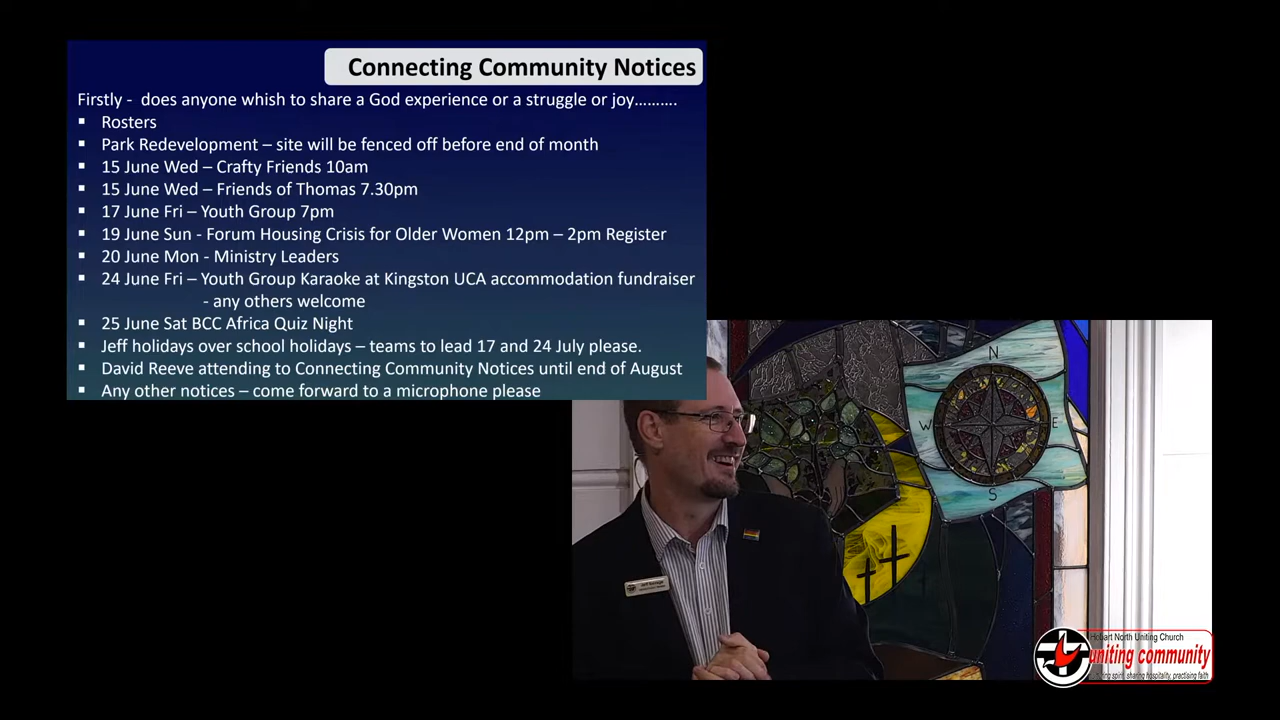 Connecting Community Notices
Firstly - does anyone whish to share a God experience or a struggle or joy……….
▪ Rosters
▪ Park Redevelopment – site will be fenced off before end of month
▪ 15 June Wed – Crafty Friends 10am
▪ 15 June Wed – Friends of Thomas 7.30pm
▪ 17 June Fri – Youth Group 7pm
▪ 19 June Sun - Forum Housing Crisis for Older Women 12pm – 2pm Register
▪ 20 June Mon - Ministry Leaders
▪ 24 June Fri – Youth Group Karaoke at Kingston UCA accommodation fundraiser
- any others welcome
▪ 25 June Sat BCC Africa Quiz Night
▪ Jeff holidays over school holidays – teams to lead 17 and 24 July please.
▪ David Reeve attending to Connecting Community Notices until end of August
▪ Any other notices – come forward to a microphone please
N
W
E
S
Hobart North Uniting Church
uniting community
sharing hospitality, practising faith